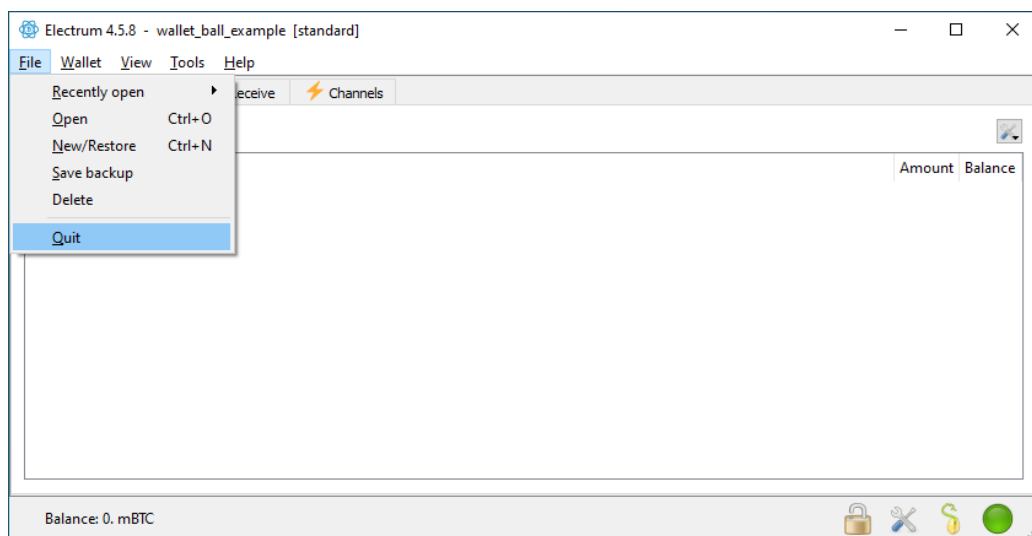 Electrum 4.5.8 - wallet_ball_example [standard]
File Wallet View Tools Help
Recently open
Channels
Open Ctrl+O
New/Restore Ctrl+N
Save backup
Amount Balance
Delete
Quit
Balance: 0. mBTC